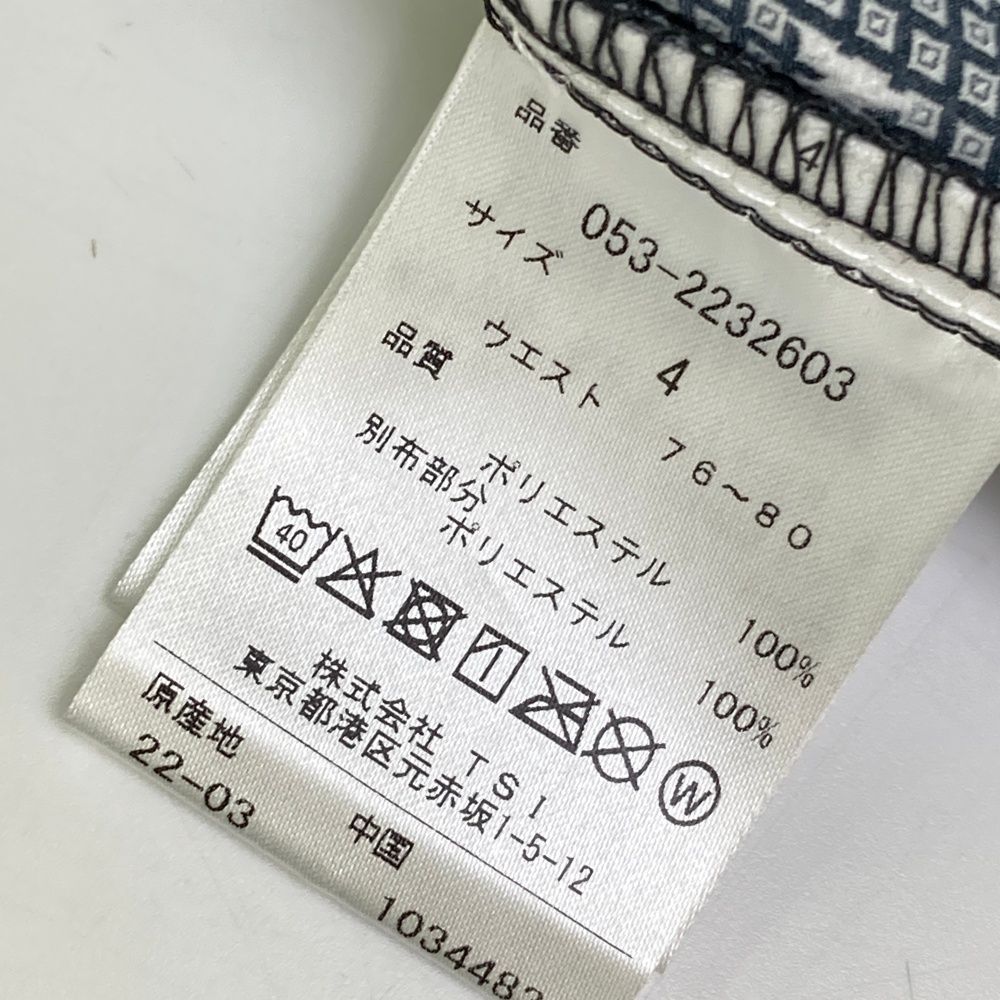 4
品番
053-2232603
サイズ
4
ウエスト 76~80
品質
ポリエステル 100%
別布部分
ポリエステル 100%
40
W
株式会社 TSI
東京都港区元赤坂1-5-12
原産地 中国
22-03 1034482